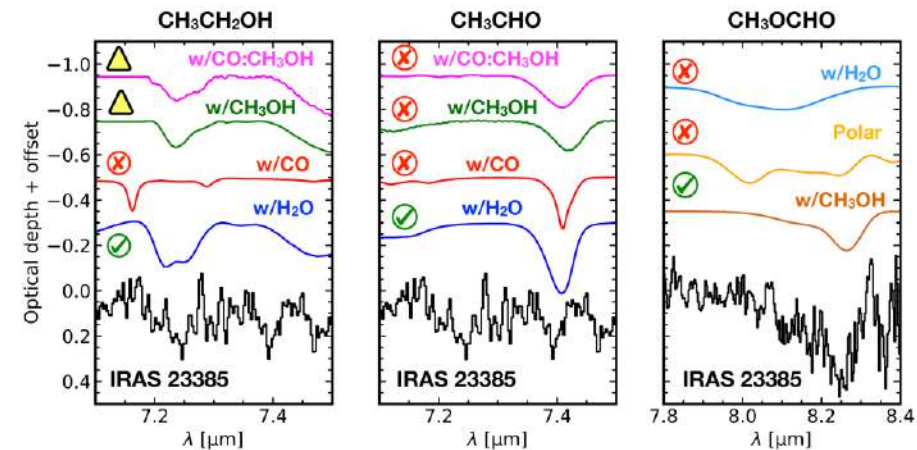 CH₃CH₂OH
CH₃CHO
CH₃OCHO
Optical depth + offset
−1.0
−0.8
−0.6
−0.4
−0.2
0.0
0.2
0.4
w/CO:CH₃OH
w/CH₃OH
w/CO
w/H₂O
IRAS 23385
7.2
7.4
λ [μm]
w/CO:CH₃OH
w/CH₃OH
w/CO
w/H₂O
IRAS 23385
7.2
7.4
λ [μm]
w/H₂O
Polar
w/CH₃OH
IRAS 23385
7.8
8.0
8.2
8.4
λ [μm]